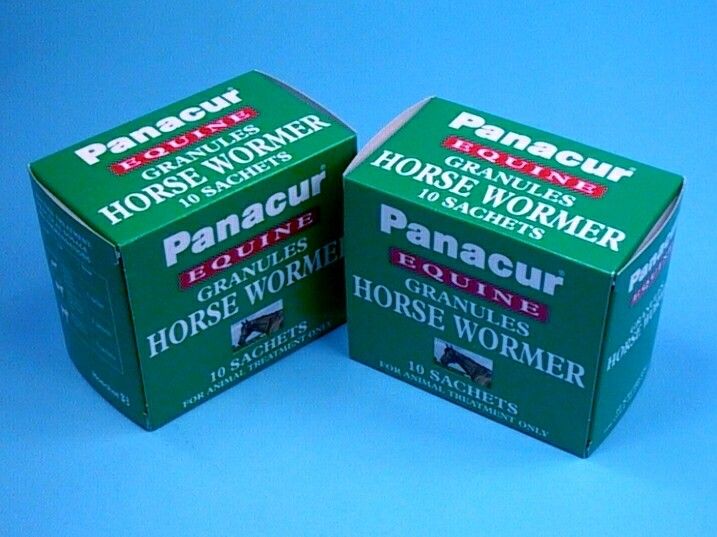 Panacur
EQUINE
GRANULES
HORSE WORMER
10 SACHETS
Panacur®
EQUINE
GRANULES
HORSE WORMER
10 SACHETS
FOR ANIMAL TREATMENT ONLY
Panacur®
EQUINE
GRANULES
HORSE WORMER
10 SACHETS
Panacur®
EQUINE
GRANULES
HORSE WORMER
10 SACHETS
FOR ANIMAL TREATMENT ONLY